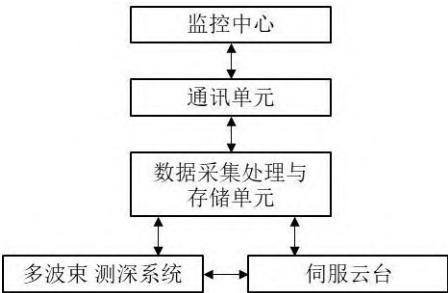 监控中心
通讯单元
数据采集处理与
存储单元
多波束 测深系统
伺服云台